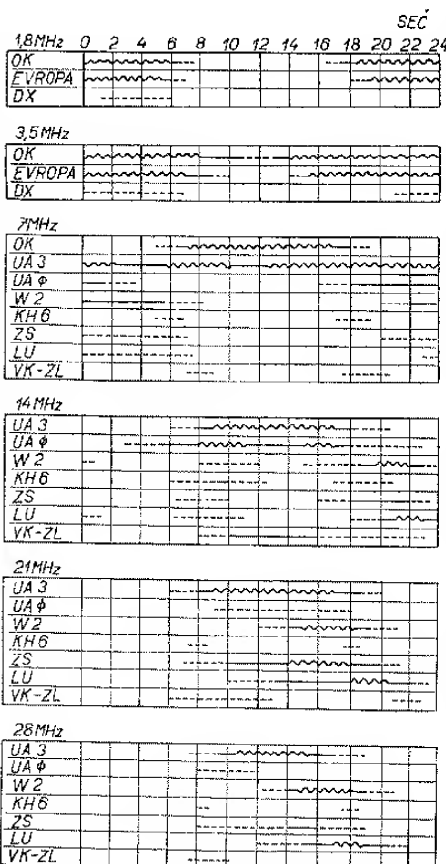 SEČ
1,8MHz 0 2 4 6 8 10 12 14 16 18 20 22 24
OK
EVROPA
DX
3,5MHz
OK
EVROPA
DX
7MHz
OK
UA 3
UA Φ
W 2
KH 6
ZS
LU
VK-ZL
14MHz
UA 3
UA Φ
W 2
KH 6
ZS
LU
VK-ZL
21MHz
UA 3
UA Φ
W 2
KH 6
ZS
LU
VK-ZL
28MHz
UA 3
UA Φ
W 2
KH 6
ZS
LU
VK-ZL